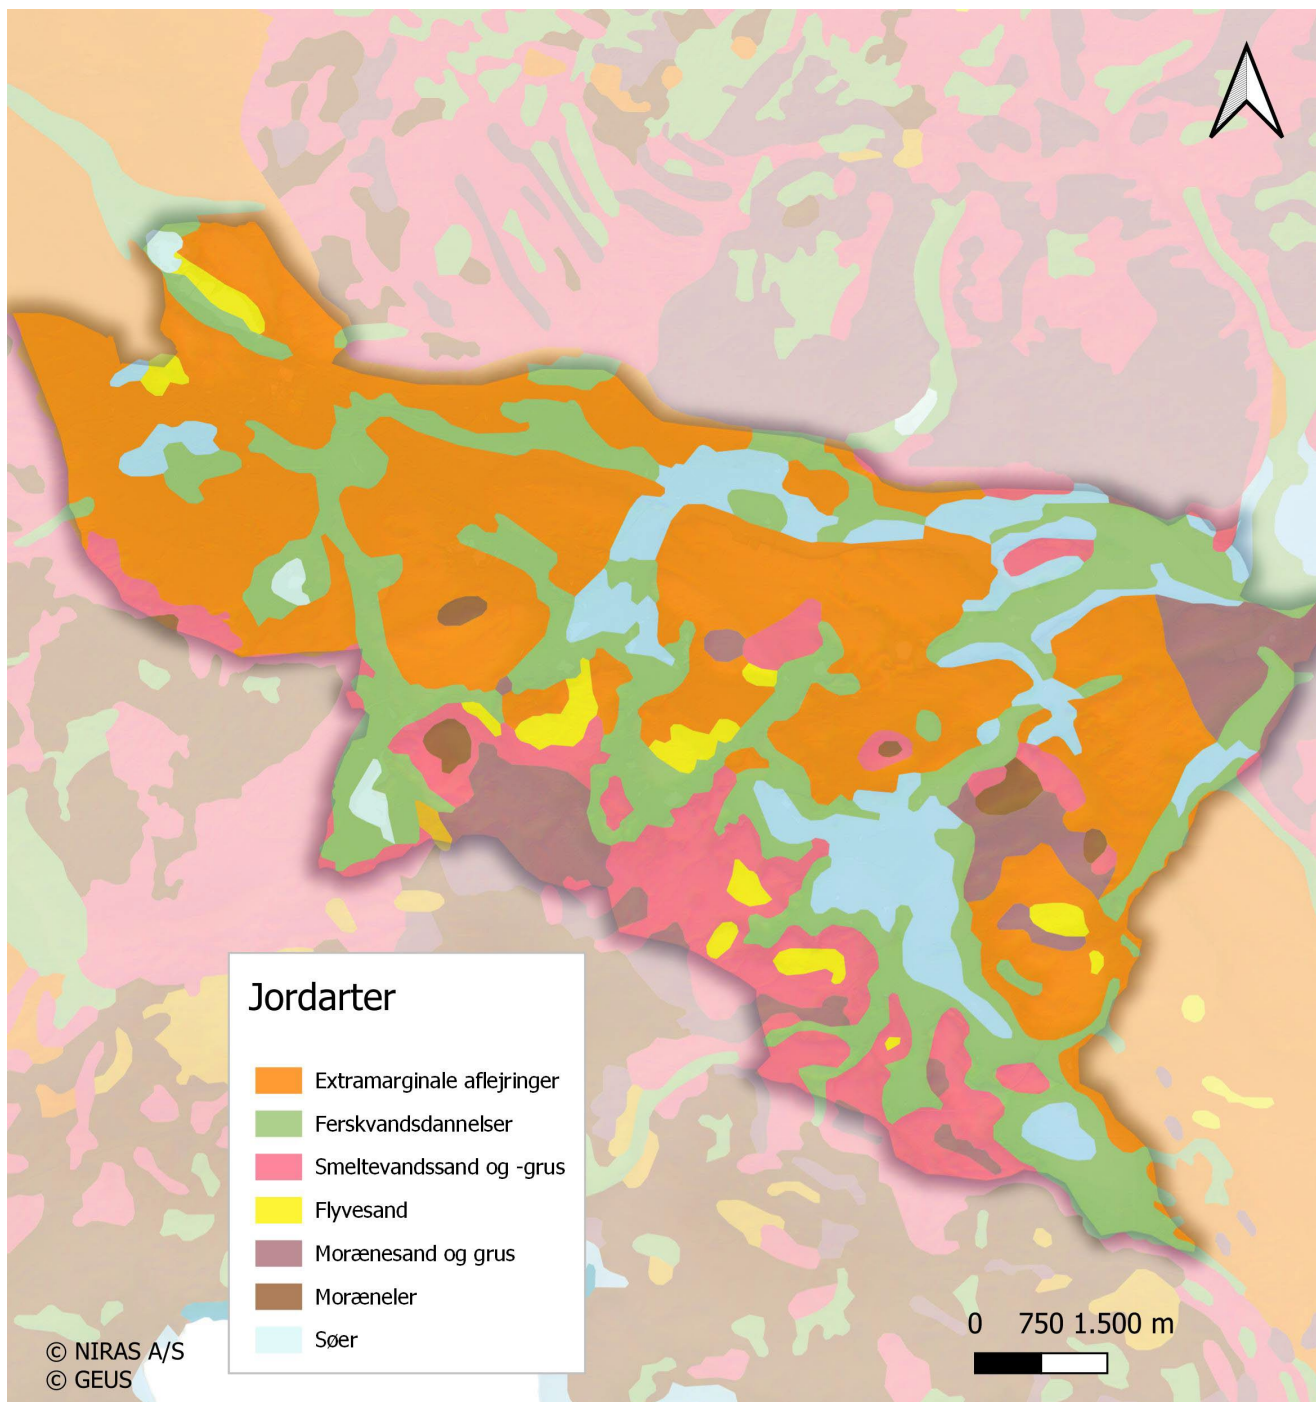 Jordarter
Extramarginale aflejringer
Ferskvandsdannelser
Smeltevandssand og -grus
Flyvesand
Morænesand og grus
Moræneler
Søer
0 750 1.500 m
© NIRAS A/S
© GEUS